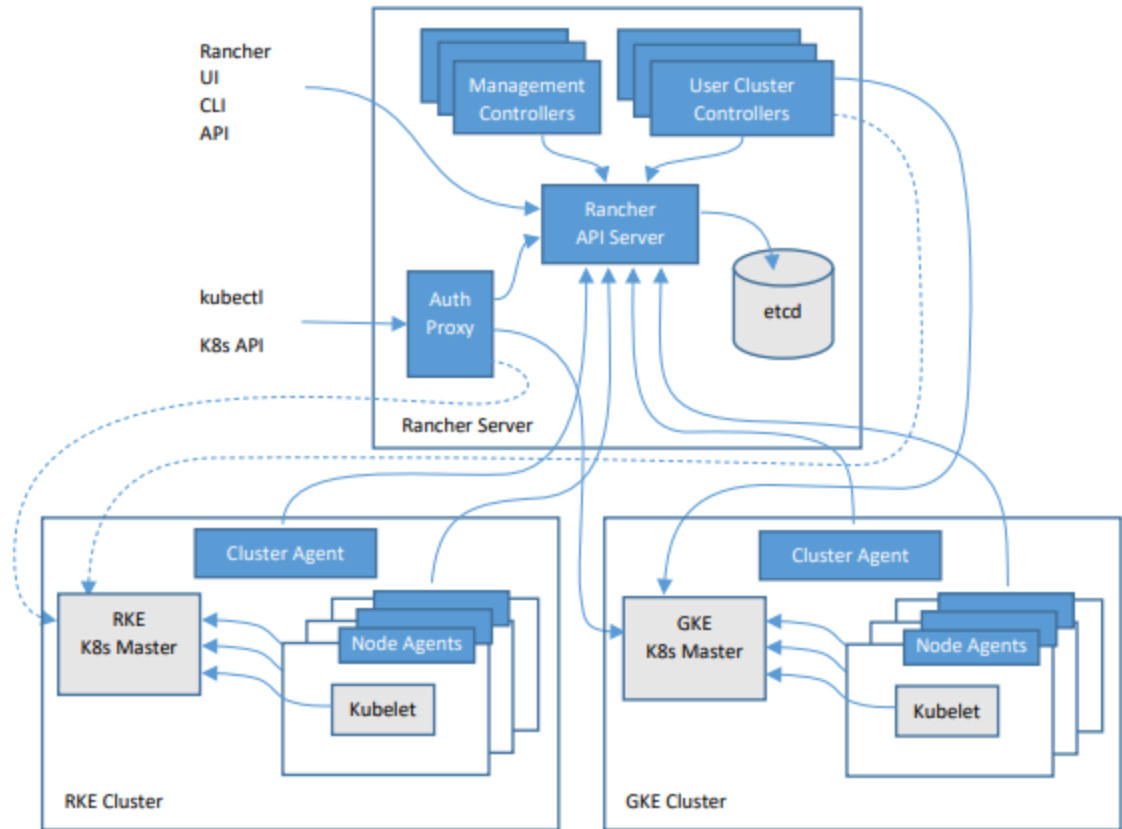 Rancher
UI
CLI
API
Management
Controllers
User Cluster
Controllers
Rancher
API Server
etcd
kubectl
K8s API
Auth
Proxy
Rancher Server
Cluster Agent
RKE
K8s Master
Node Agents
Kubelet
RKE Cluster
Cluster Agent
GKE
K8s Master
Node Agents
Kubelet
GKE Cluster